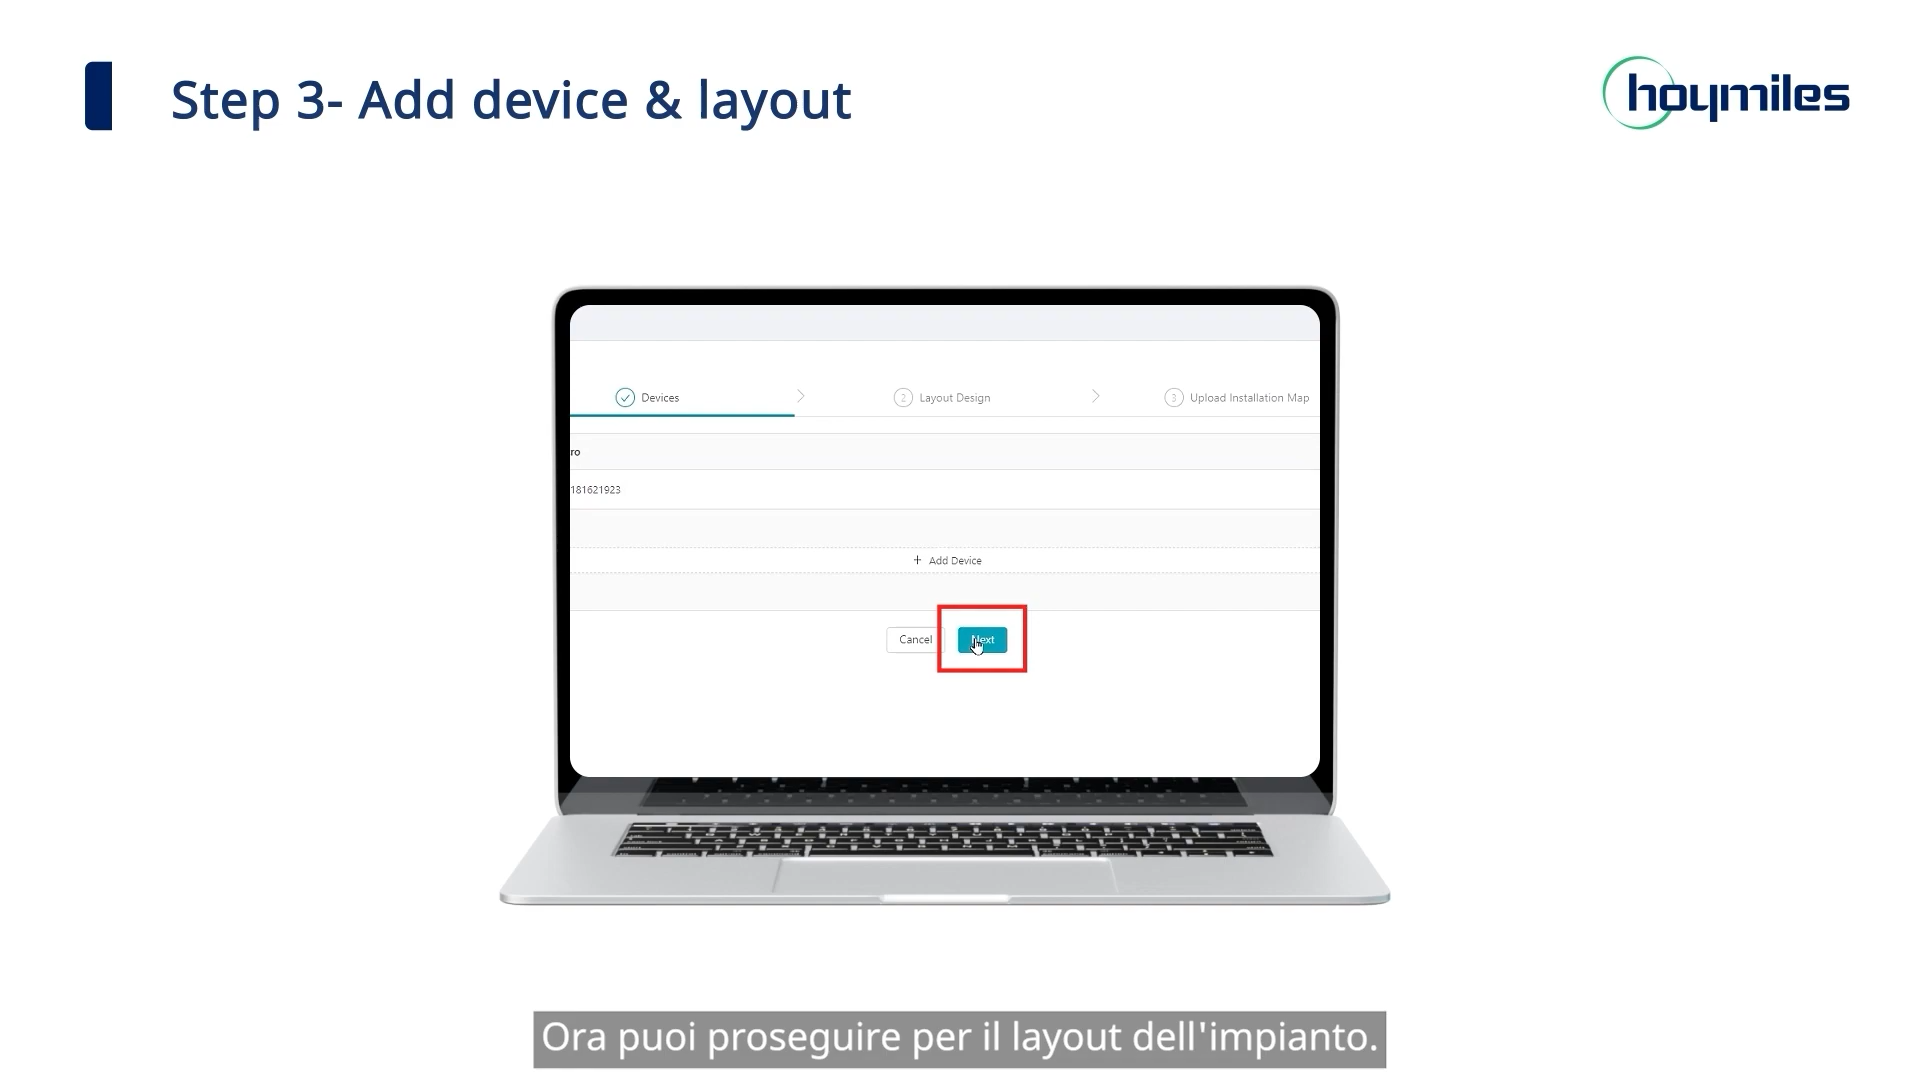 Step 3- Add device & layout
hoymiles
Devices
2 Layout Design
3 Upload Installation Map
ro
181621923
+ Add Device
Cancel
Next
Ora puoi proseguire per il layout dell'impianto.